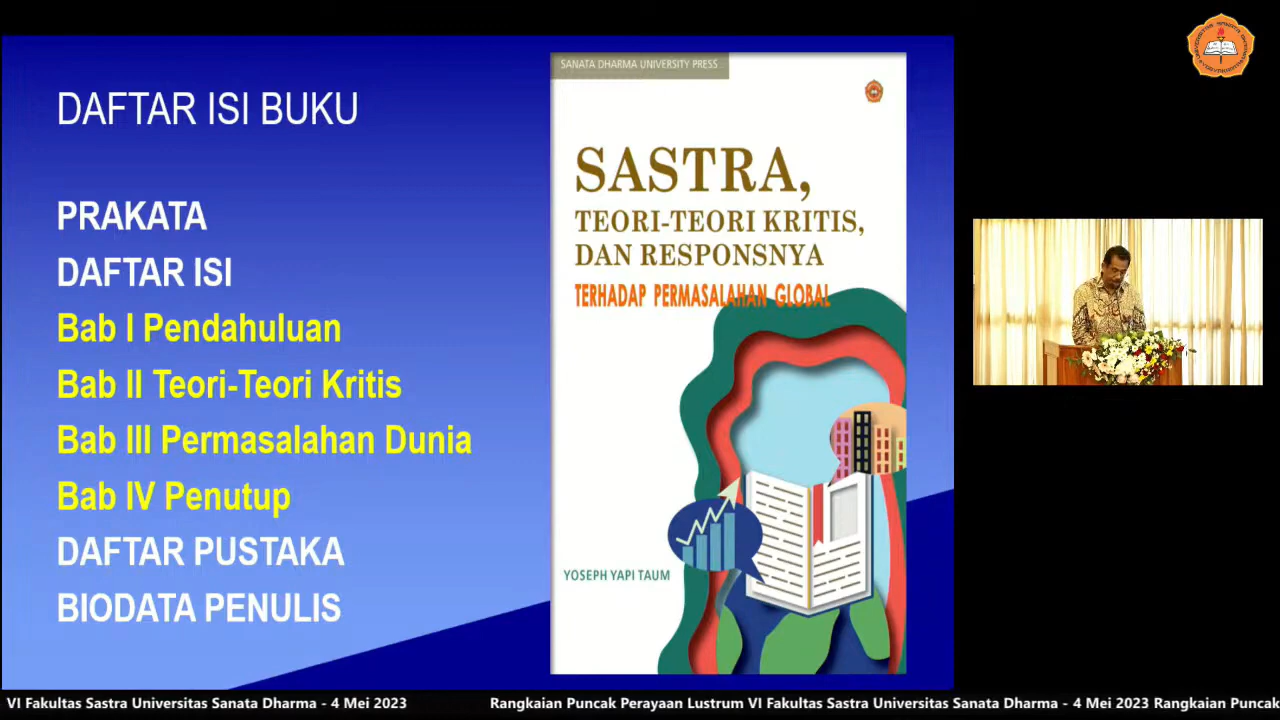 DAFTAR ISI BUKU
PRAKATA
DAFTAR ISI
Bab I Pendahuluan
Bab II Teori-Teori Kritis
Bab III Permasalahan Dunia
Bab IV Penutup
DAFTAR PUSTAKA
BIODATA PENULIS
SANATA DHARMA UNIVERSITY PRESS
SASTRA,
TEORI-TEORI KRITIS,
DAN RESPONSNYA
TERHADAP PERMASALAHAN GLOBAL
YOSEPH YAPI TAUM
VI Fakultas Sastra Universitas Sanata Dharma - 4 Mei 2023 Rangkaian Puncak Perayaan Lustrum VI Fakultas Sastra Universitas Sanata Dharma - 4 Mei 2023 Rangkaian Puncak